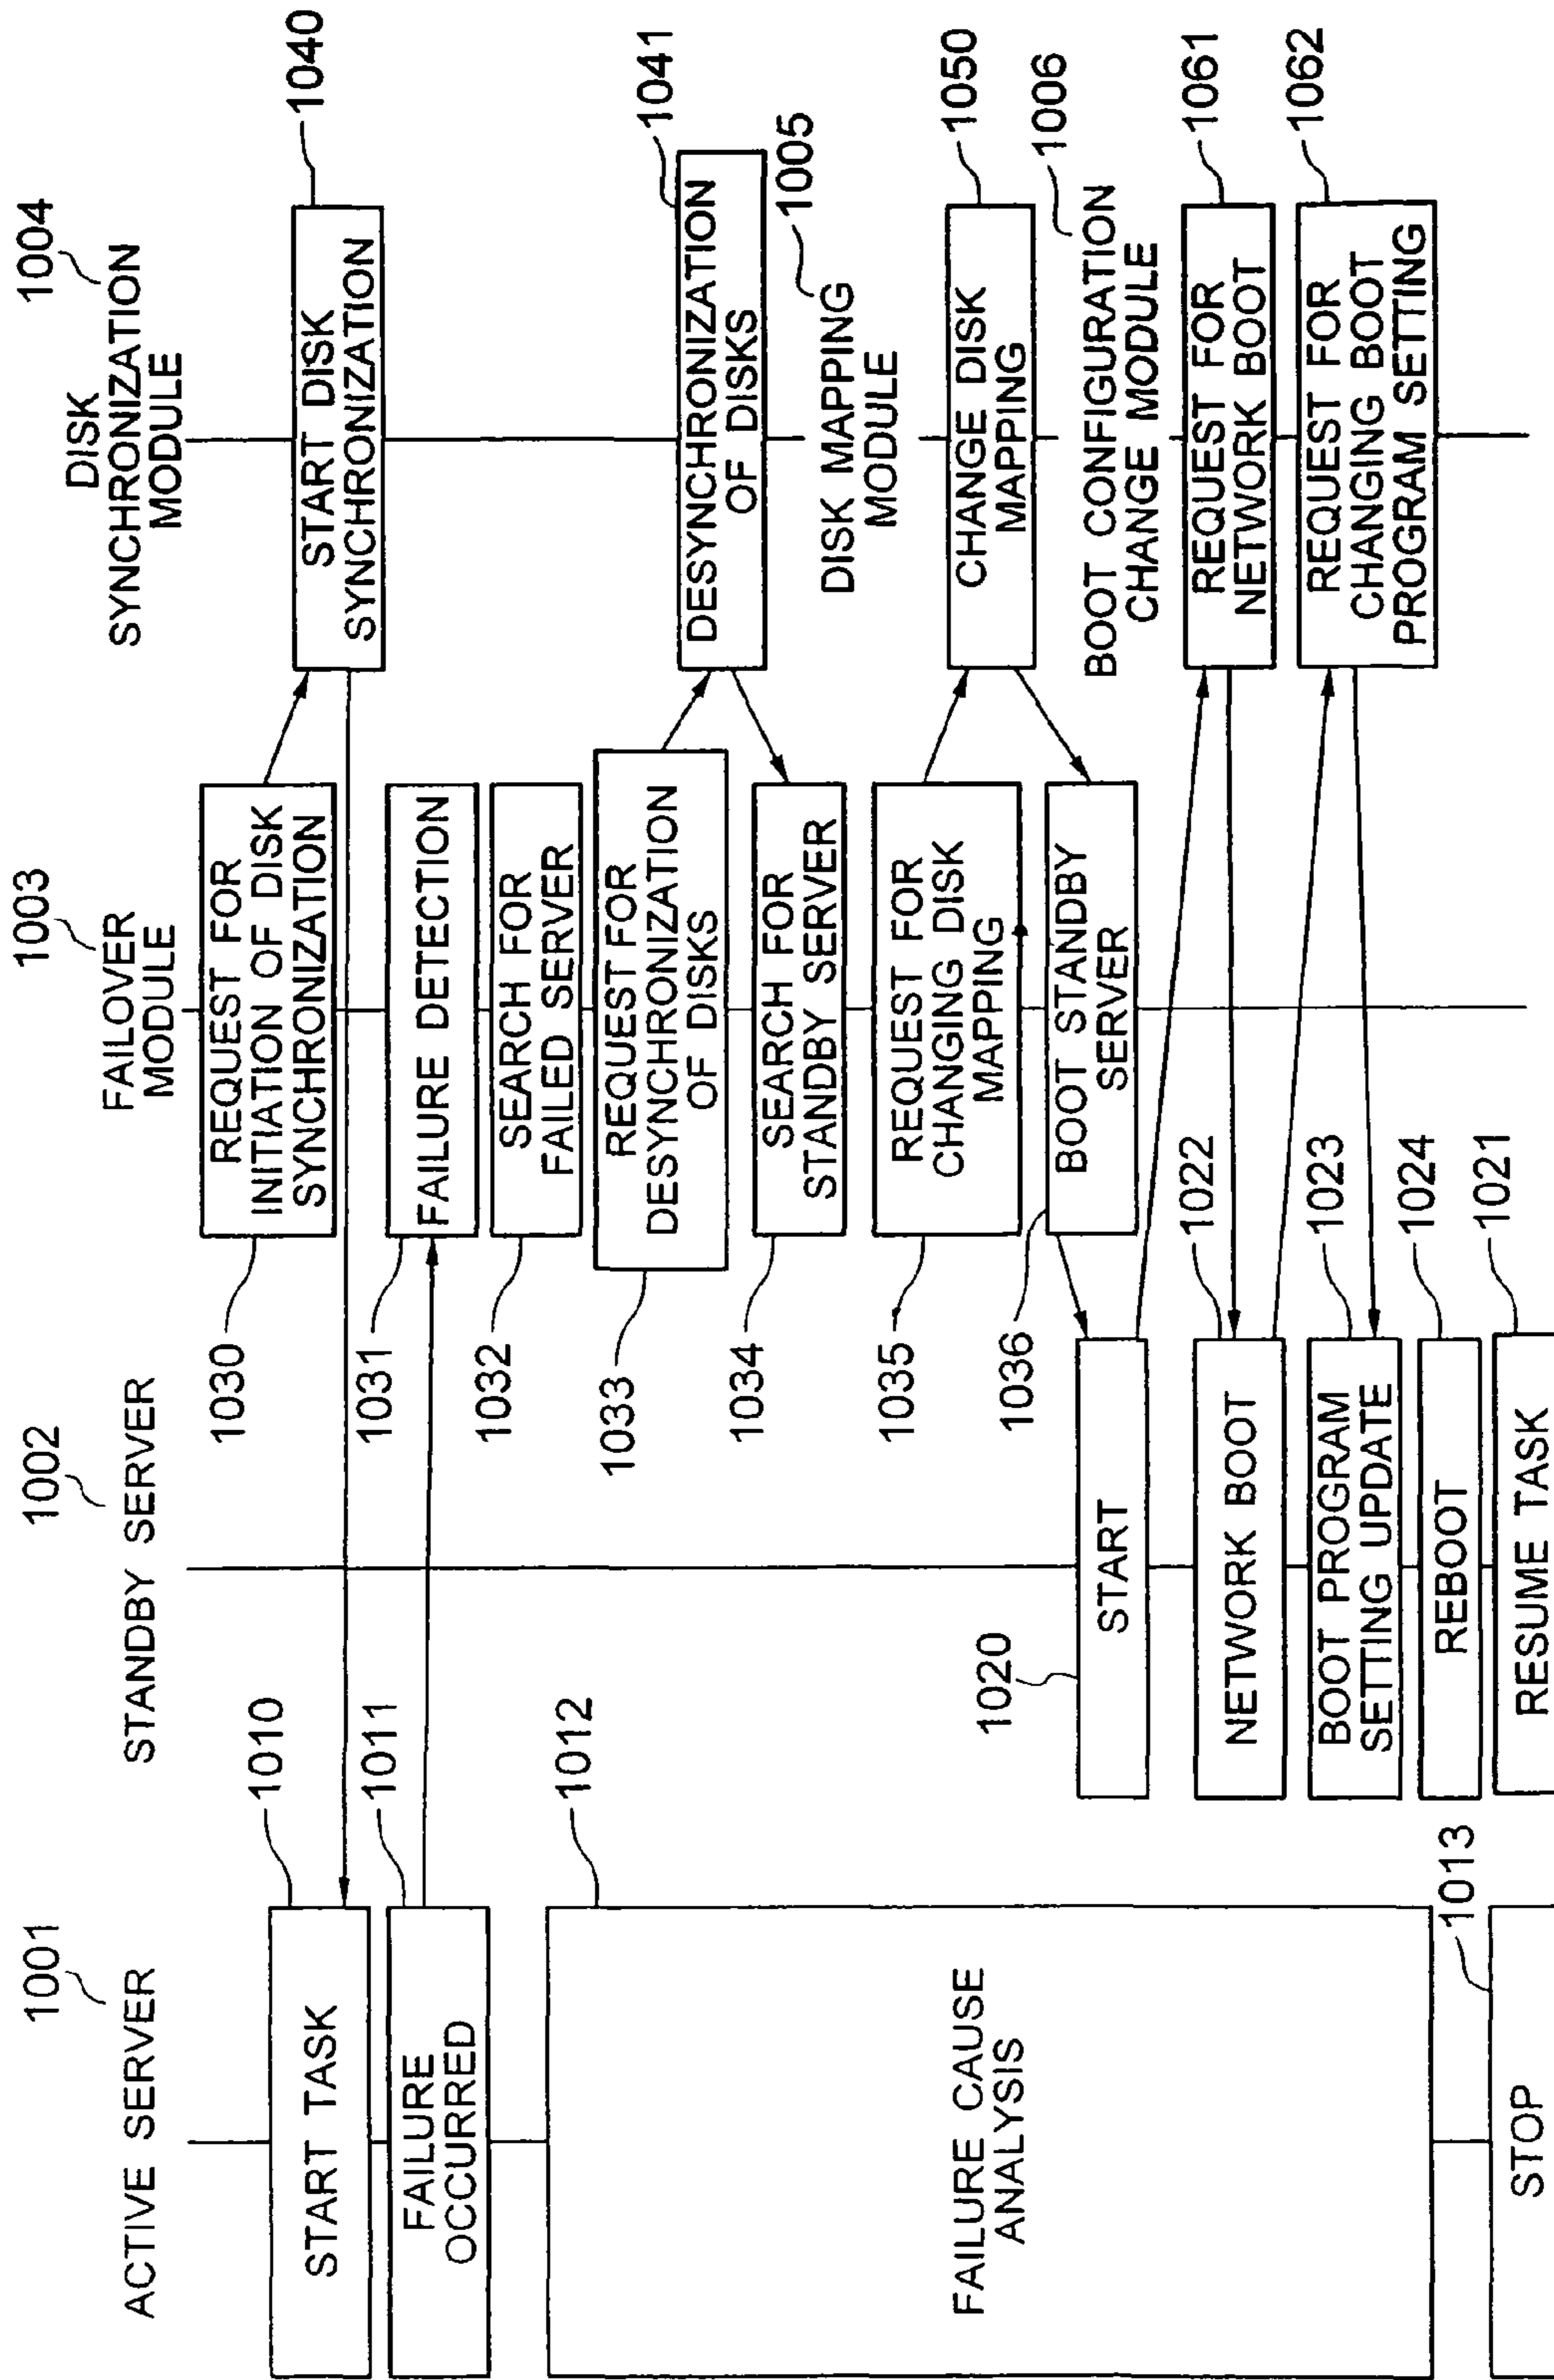 1001
ACTIVE SERVER
1002
STANDBY SERVER
1003
FAILOVER
MODULE
1004
DISK
SYNCHRONIZATION
MODULE
1010
START TASK
1011
FAILURE
OCCURRED
1012
FAILURE CAUSE
ANALYSIS
1013
STOP
1020
START
1022
NETWORK BOOT
1023
BOOT PROGRAM
SETTING UPDATE
1024
REBOOT
1021
RESUME TASK
1030
REQUEST FOR
INITIATION OF DISK
SYNCHRONIZATION
1031
FAILURE DETECTION
1032
SEARCH FOR
FAILED SERVER
1033
REQUEST FOR
DESYNCHRONIZATION
OF DISKS
1034
SEARCH FOR
STANDBY SERVER
1035
REQUEST FOR
CHANGING DISK
MAPPING
1036
BOOT STANDBY
SERVER
1040
START DISK
SYNCHRONIZATION
1041
DESYNCHRONIZATION
OF DISKS
1005
DISK MAPPING
MODULE
1050
CHANGE DISK
MAPPING
1006
BOOT CONFIGURATION
CHANGE MODULE
1061
REQUEST FOR
NETWORK BOOT
1062
REQUEST FOR
CHANGING BOOT
PROGRAM SETTING